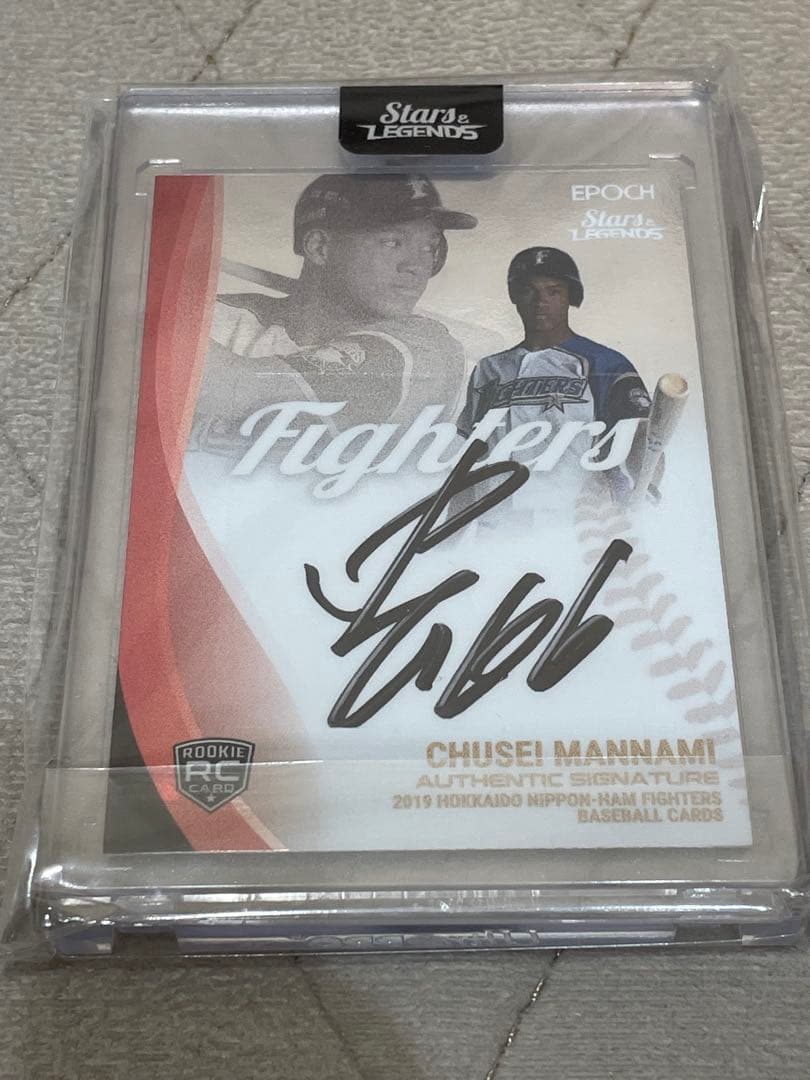 Stars &
LEGENDS
EPOCH
Stars &
LEGENDS
F
F
FIGHTERS
Fighters
66
ROOKIE
RC
CARD
CHUSEI MANNAMI
AUTHENTIC SIGNATURE
2019 HOKKAIDO NIPPON-HAM FIGHTERS
BASEBALL CARDS